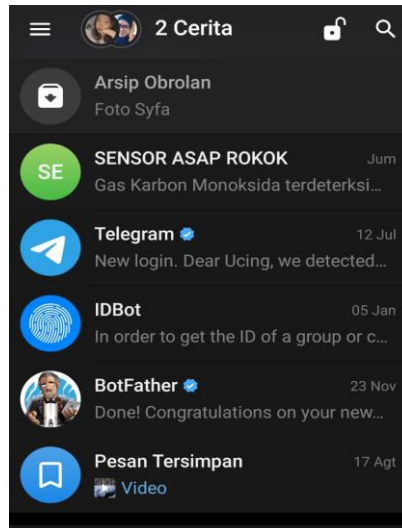 2 Cerita
Arsip Obrolan
Foto Syfa
SE
SENSOR ASAP ROKOK Jum
Gas Karbon Monoksida terdeterksi...
Telegram 12 Jul
New login. Dear Ucing, we detected...
IDBot 05 Jan
In order to get the ID of a group or c...
BotFather 23 Nov
Done! Congratulations on your new...
Pesan Tersimpan 17 Agt
Video